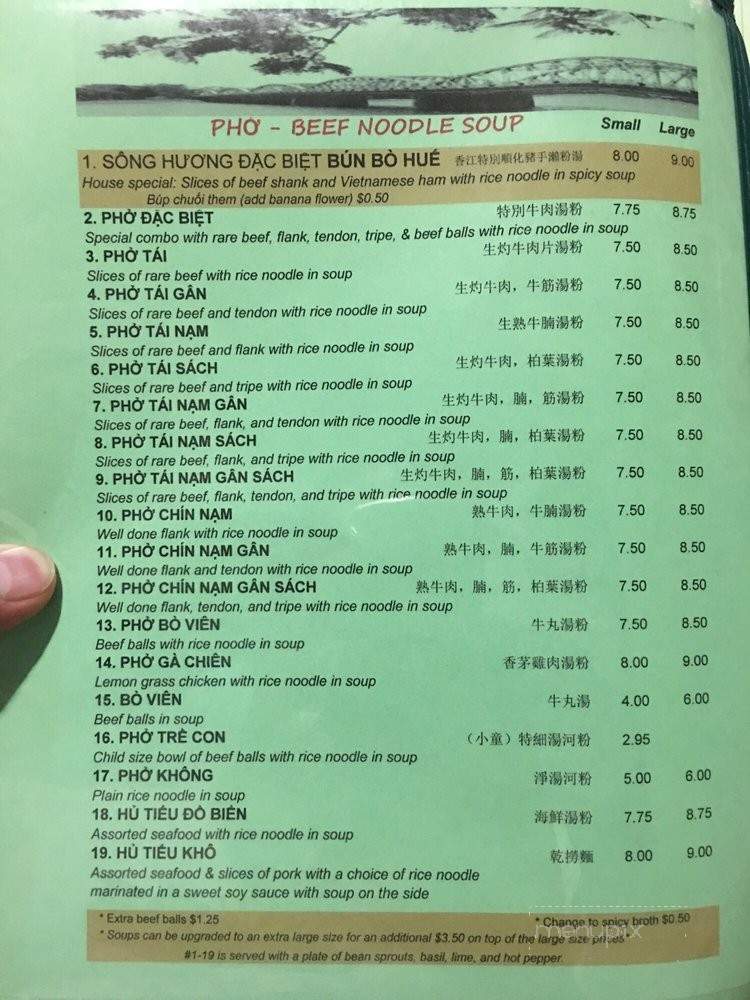 PHỞ - BEEF NOODLE SOUP Small Large
1. SÔNG HƯƠNG ĐẶC BIỆT BÚN BÒ HUẾ 香江特別順化豬手瀨粉湯 8.00 9.00
House special: Slices of beef shank and Vietnamese ham with rice noodle in spicy soup
Búp chuối them (add banana flower) $0.50
2. PHỞ ĐẶC BIỆT 特別牛肉湯粉 7.75 8.75
Special combo with rare beef, flank, tendon, tripe, & beef balls with rice noodle in soup
3. PHỞ TÁI 生灼牛肉片湯粉 7.50 8.50
Slices of rare beef with rice noodle in soup
4. PHỞ TÁI GÂN 生灼牛肉，牛筋湯粉 7.50 8.50
Slices of rare beef and tendon with rice noodle in soup
5. PHỞ TÁI NẠM 生熟牛腩湯粉 7.50 8.50
Slices of rare beef and flank with rice noodle in soup
6. PHỞ TÁI SÁCH 生灼牛肉，柏葉湯粉 7.50 8.50
Slices of rare beef and tripe with rice noodle in soup
7. PHỞ TÁI NẠM GÂN 生灼牛肉，腩，筋湯粉 7.50 8.50
Slices of rare beef, flank, and tendon with rice noodle in soup
8. PHỞ TÁI NẠM SÁCH 生灼牛肉，腩，柏葉湯粉 7.50 8.50
Slices of rare beef, flank, and tripe with rice noodle in soup
9. PHỞ TÁI NẠM GÂN SÁCH 生灼牛肉，腩，筋，柏葉湯粉 7.50 8.50
Slices of rare beef, flank, tendon, and tripe with rice noodle in soup
10. PHỞ CHÍN NẠM 熟牛肉，牛腩湯粉 7.50 8.50
Well done flank with rice noodle in soup
11. PHỞ CHÍN NẠM GÂN 熟牛肉，腩，牛筋湯粉 7.50 8.50
Well done flank and tendon with rice noodle in soup
12. PHỞ CHÍN NẠM GÂN SÁCH 熟牛肉，腩，筋，柏葉湯粉 7.50 8.50
Well done flank, tendon, and tripe with rice noodle in soup
13. PHỞ BÒ VIÊN 牛丸湯粉 7.50 8.50
Beef balls with rice noodle in soup
14. PHỞ GÀ CHIÊN 香茅雞肉湯粉 8.00 9.00
Lemon grass chicken with rice noodle in soup
15. BÒ VIÊN 牛丸湯 4.00 6.00
Beef balls in soup
16. PHỞ TRẺ CON （小童）特細湯河粉 2.95
Child size bowl of beef balls with rice noodle in soup
17. PHỞ KHÔNG 淨湯河粉 5.00 6.00
Plain rice noodle in soup
18. HỦ TIẾU ĐỒ BIỂN 海鮮湯粉 7.75 8.75
Assorted seafood with rice noodle in soup
19. HỦ TIẾU KHÔ 乾撈麵 8.00 9.00
Assorted seafood & slices of pork with a choice of rice noodle
marinated in a sweet soy sauce with soup on the side
* Extra beef balls $1.25 * Change to spicy broth $0.50
* Soups can be upgraded to an extra large size for an additional $3.50 on top of the large size prices*
#1-19 is served with a plate of bean sprouts, basil, lime, and hot pepper.
menupix